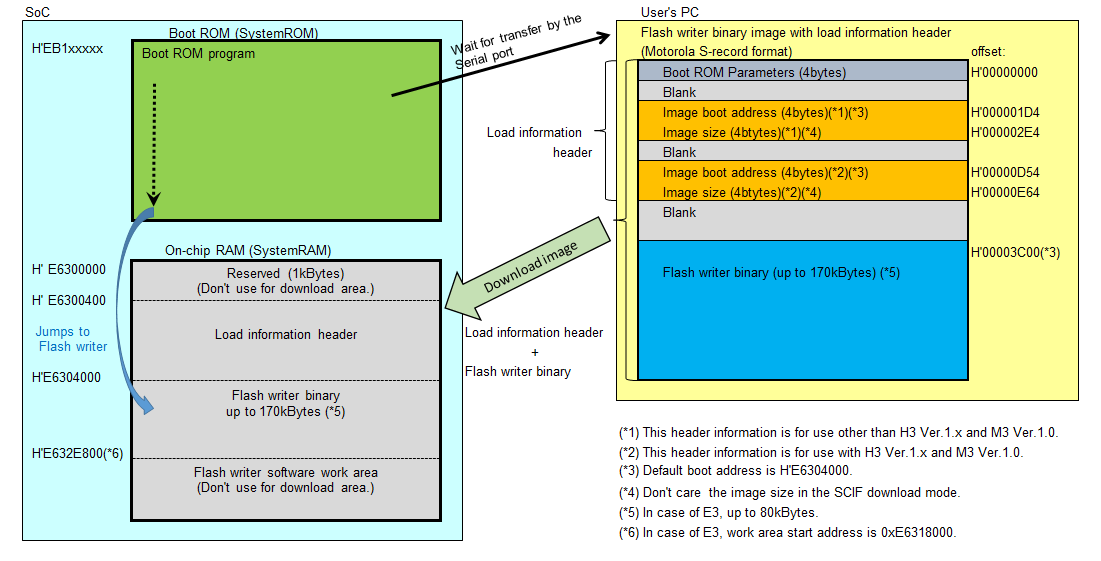 SoC
Boot ROM (SystemROM)
H'EB1xxxxx
Boot ROM program
On-chip RAM (SystemRAM)
H' E6300000
Reserved (1kBytes)
(Don't use for download area.)
H' E6300400
Jumps to
Flash writer
Load information header
H'E6304000
Flash writer binary
up to 170kBytes (*5)
H'E632E800(*6)
Flash writer software work area
(Don't use for download area.)
Wait for transfer by the
Serial port
Download image
Load information header
+
Flash writer binary
User's PC
Flash writer binary image with load information header
(Motorola S-record format)
offset:
Load information
header
Boot ROM Parameters (4bytes)
H'00000000
Blank
Image boot address (4bytes)(*1)(*3)
H'000001D4
Image size (4btytes)(*1)(*4)
H'000002E4
Blank
Image boot address (4bytes)(*2)(*3)
H'00000D54
Image size (4btytes)(*2)(*4)
H'00000E64
Blank
H'00003C00(*3)
Flash writer binary (up to 170kBytes) (*5)
(*1) This header information is for use other than H3 Ver.1.x and M3 Ver.1.0.
(*2) This header information is for use with H3 Ver.1.x and M3 Ver.1.0.
(*3) Default boot address is H'E6304000.
(*4) Don't care the image size in the SCIF download mode.
(*5) In case of E3, up to 80kBytes.
(*6) In case of E3, work area start address is 0xE6318000.